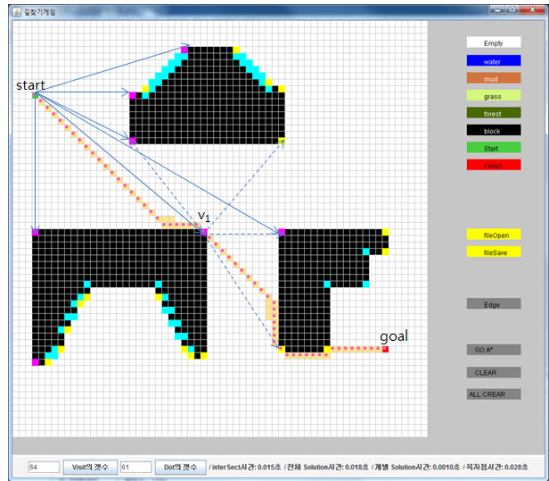 길찾기게임
Empty
water
mud
grass
forest
block
Start
Finish
fileOpen
fileSave
Edge
GO A*
CLEAR
ALL CREAR
start
v1
goal
64 Visit의 갯수 61 Dot의 갯수 / interSect시간: 0.015초 / 전체 Solution시간: 0.018초 / 개별 Solution시간: 0.0010초 / 꼭지점시간: 0.028초